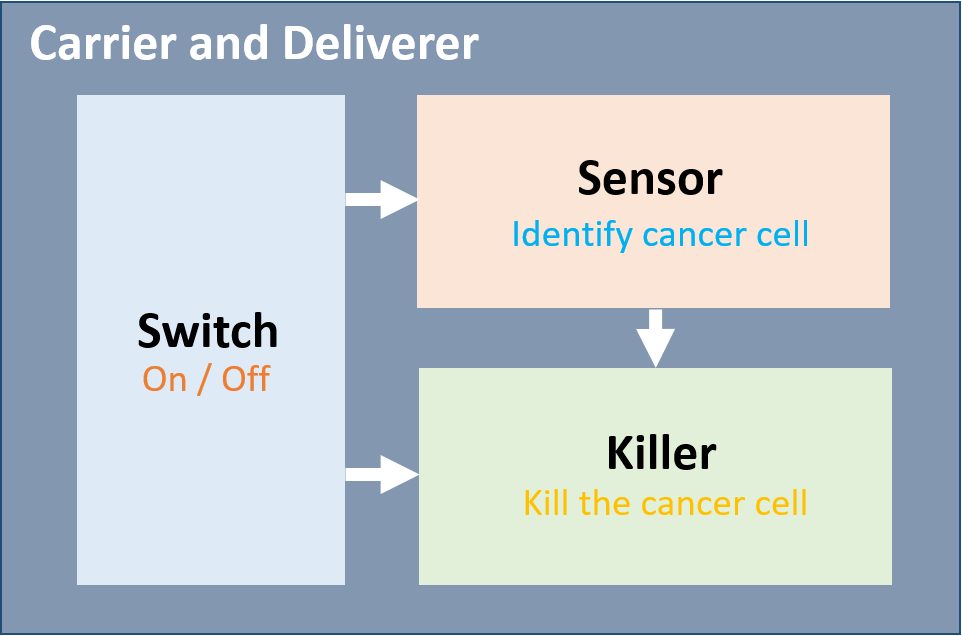 Carrier and Deliverer
Switch
On / Off
Sensor
Identify cancer cell
Killer
Kill the cancer cell